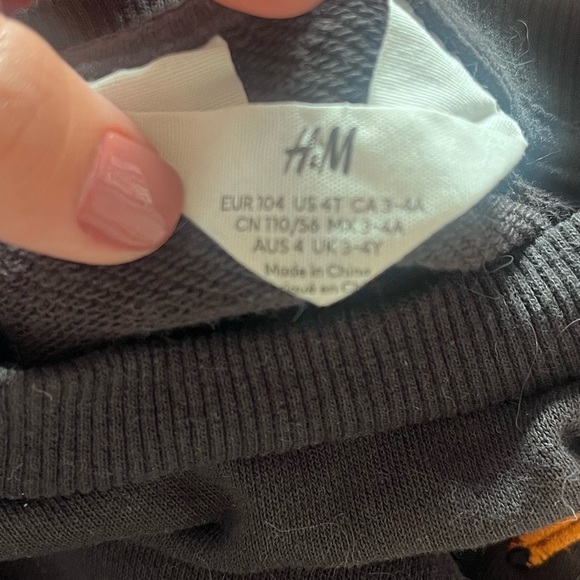 H&M
EUR 104 US 4T CA 3-4A
CN 110/56 MX 3-4A
AUS 4 UK 3-4Y
Made in China
en